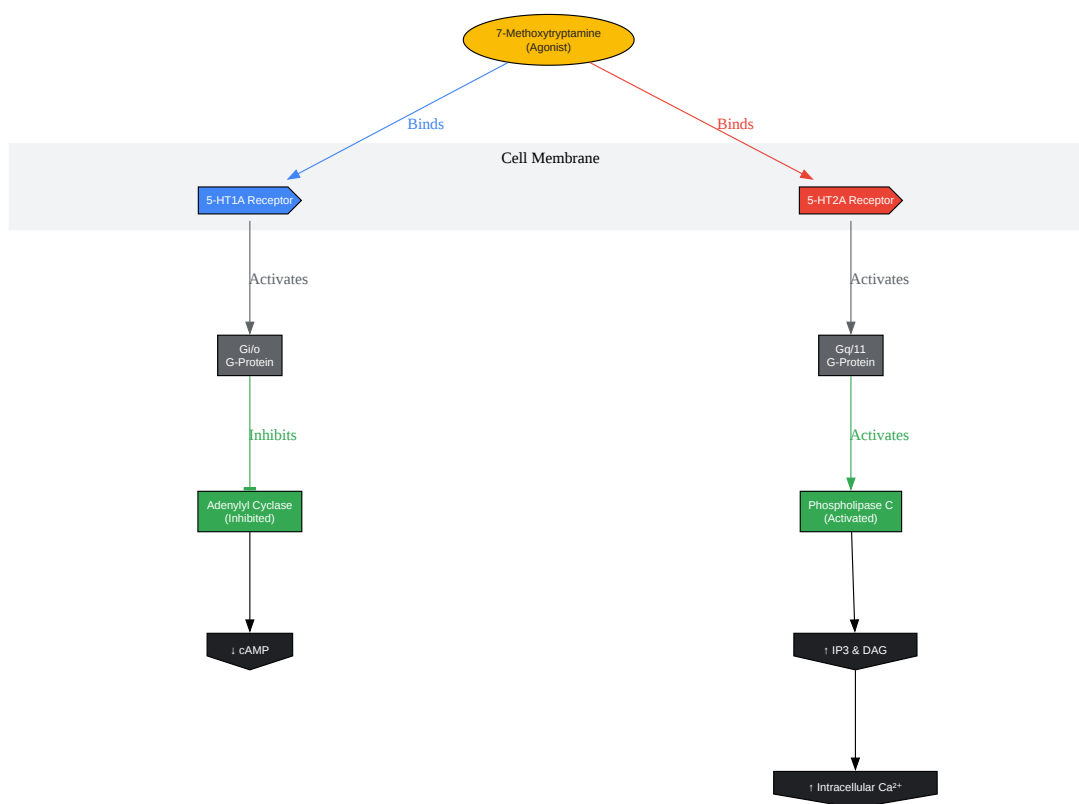 7-Methoxytryptamine
(Agonist)
Binds
Binds
Cell Membrane
5-HT1A Receptor
5-HT2A Receptor
Activates
Activates
Gi/o
G-Protein
Gq/11
G-Protein
Inhibits
Activates
Adenylyl Cyclase
(Inhibited)
Phospholipase C
(Activated)
↓ cAMP
↑ IP3 & DAG
↑ Intracellular Ca²⁺